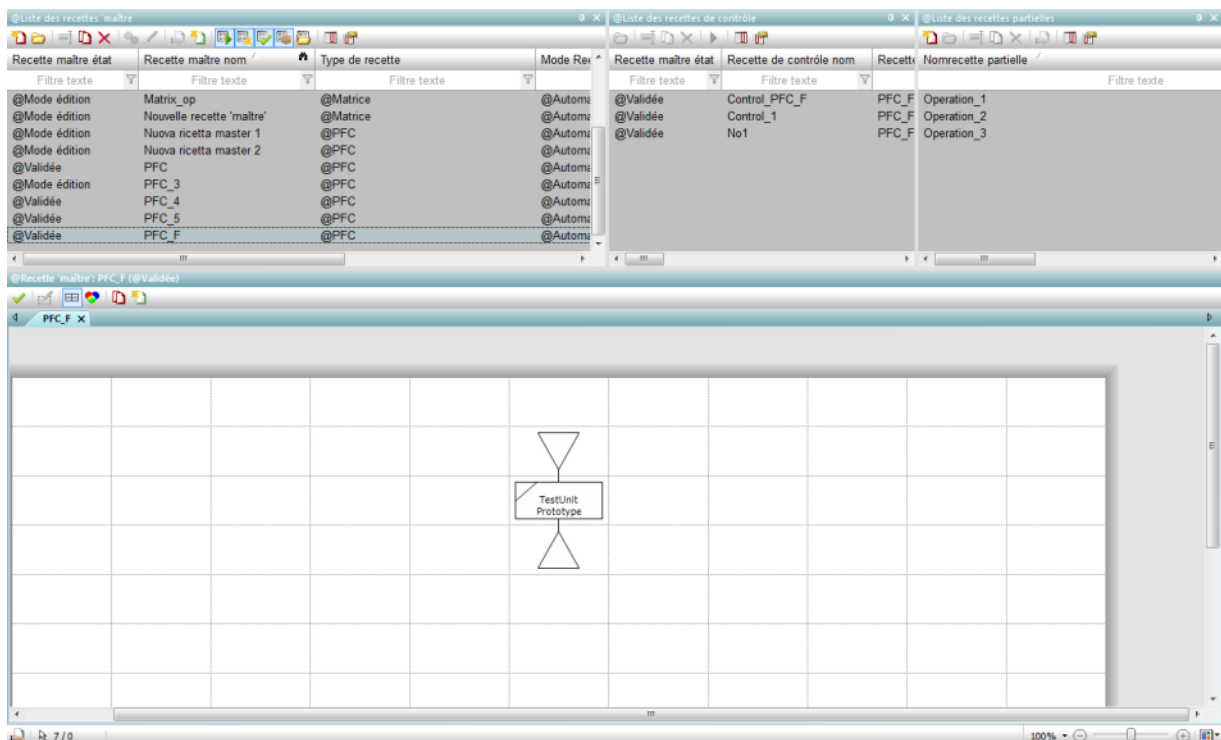 @Liste des recettes 'maître'
@Liste des recettes de contrôle
@Liste des recettes partielles
Recette maître état Recette maître nom Type de recette Mode Re
Recette maître état Recette de contrôle nom Recette
Nomrecette partielle
Filtre texte Filtre texte Filtre texte
Filtre texte Filtre texte
Filtre texte
@Mode édition Matrix_op @Matrice @Automa
@Mode édition Nouvelle recette 'maître' @Matrice @Automa
@Mode édition Nuova ricetta master 1 @PFC @Automa
@Mode édition Nuova ricetta master 2 @PFC @Automa
@Validée PFC @PFC @Automa
@Mode édition PFC_3 @PFC @Automa
@Validée PFC_4 @PFC @Automa
@Validée PFC_5 @PFC @Automa
@Validée PFC_F @PFC @Automa
@Validée Control_PFC_F PFC_F
@Validée Control_1 PFC_F
@Validée No1 PFC_F
Operation_1
Operation_2
Operation_3
@Recette 'maître': PFC_F (@Validée)
PFC_F
TestUnit
Prototype
7 / 0
100%